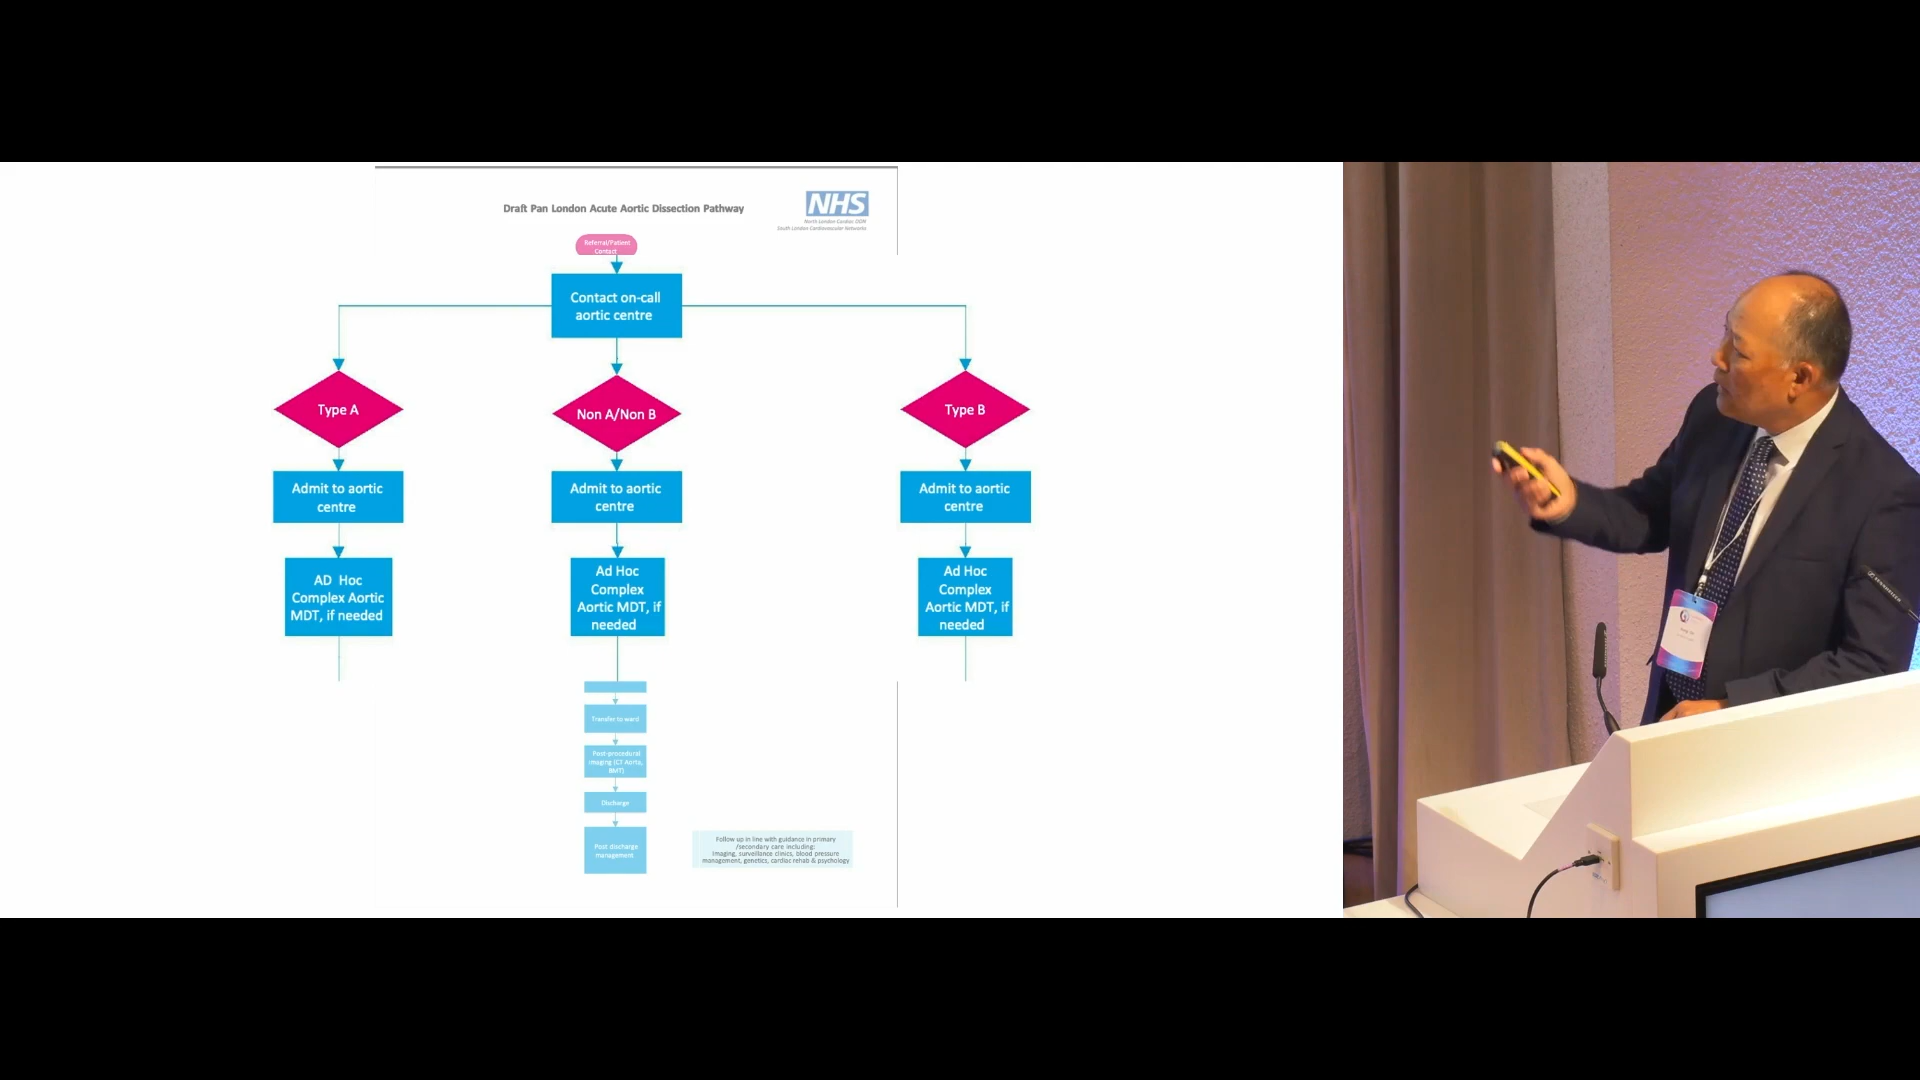 Draft Pan London Acute Aortic Dissection Pathway
NHS
North London Cardiac ODN
South London Cardiovascular Networks
Referral/Patient
Contact
Contact on-call
aortic centre
Type A
Non A/Non B
Type B
Admit to aortic
centre
Admit to aortic
centre
Admit to aortic
centre
AD Hoc
Complex Aortic
MDT, if needed
Ad Hoc
Complex
Aortic MDT, if
needed
Ad Hoc
Complex
Aortic MDT, if
needed
Transfer to ward
Post-procedural
imaging (CT Aorta,
BMT)
Discharge
Post discharge
management
Follow up in line with guidance in primary
/secondary care including:
Imaging, surveillance clinics, blood pressure
management, genetics, cardiac rehab & psychology
SENNHEISER